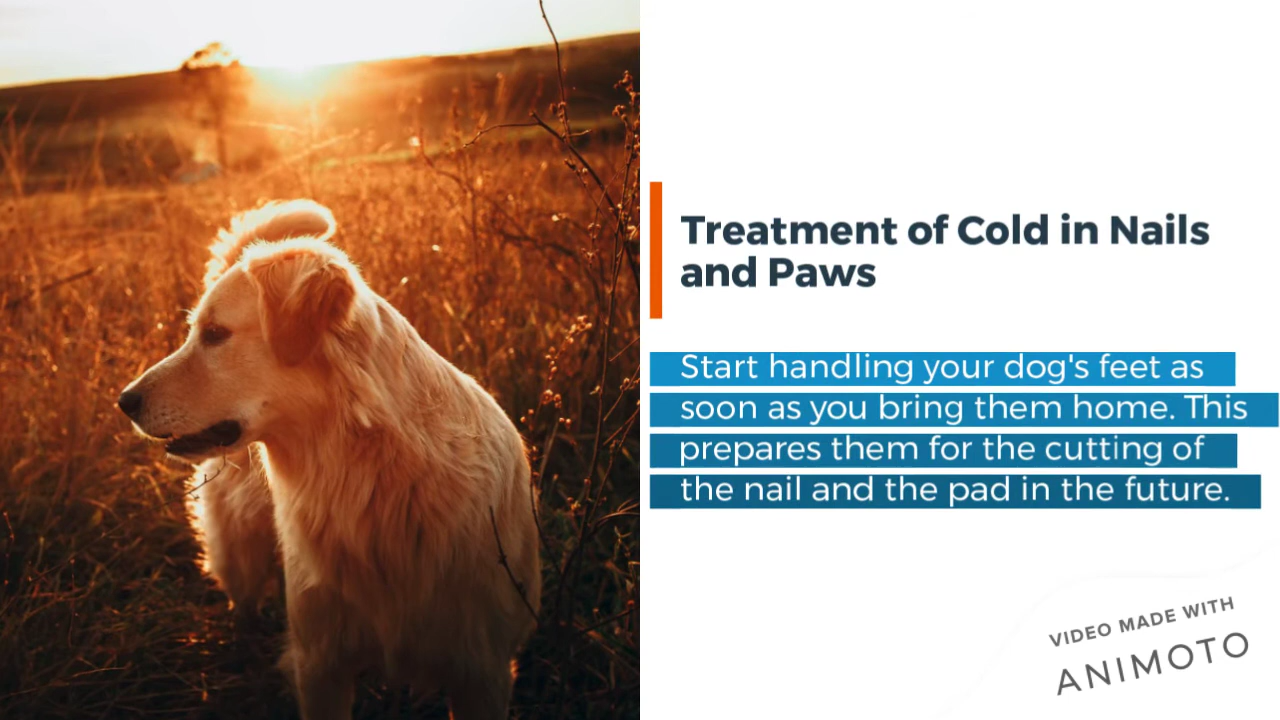 Treatment of Cold in Nails
and Paws
Start handling your dog's feet as
soon as you bring them home. This
prepares them for the cutting of
the nail and the pad in the future.
VIDEO MADE WITH
ANIMOTO